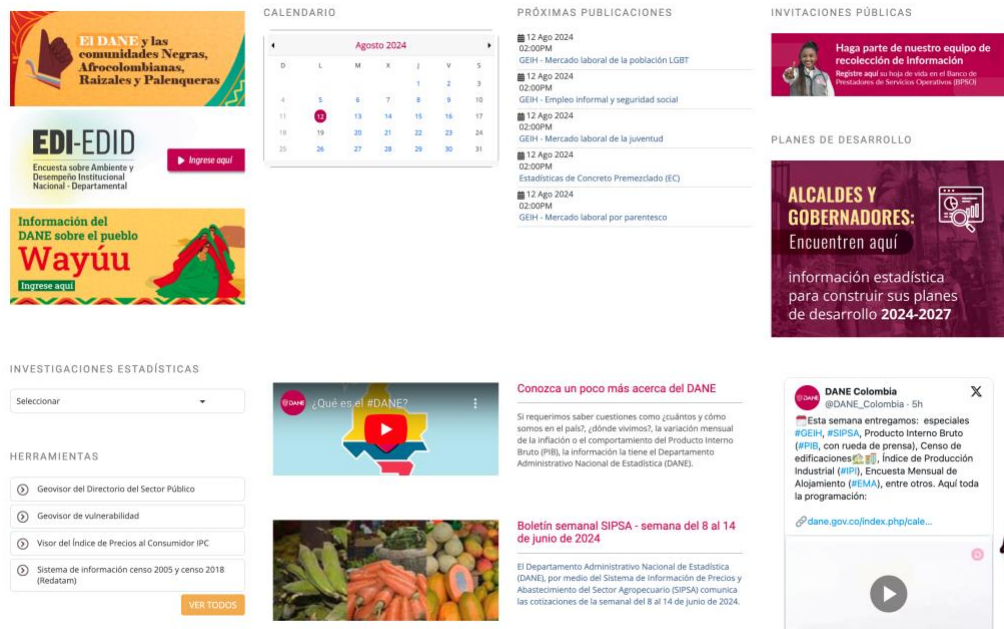 El DANE y las
comunidades Negras,
Afrocolombianas,
Raizales y Palenqueras
EDI-EDID
Encuesta sobre Ambiente y
Desempeño Institucional
Nacional - Departamental
Ingrese aquí
Información del
DANE sobre el pueblo
Wayúu
Ingrese aquí
CALENDARIO
Agosto 2024
D L M X J V S
1 2 3
4 5 6 7 8 9 10
11 12 13 14 15 16 17
18 19 20 21 22 23 24
25 26 27 28 29 30 31
PRÓXIMAS PUBLICACIONES
12 Ago 2024
02:00PM
GEIH - Mercado laboral de la población LGBT
12 Ago 2024
02:00PM
GEIH - Empleo informal y seguridad social
12 Ago 2024
02:00PM
GEIH - Mercado laboral de la juventud
12 Ago 2024
02:00PM
Estadísticas de Concreto Premezclado (EC)
12 Ago 2024
02:00PM
GEIH - Mercado laboral por parentesco
INVITACIONES PÚBLICAS
Haga parte de nuestro equipo de
recolección de información
Registre aquí su hoja de vida en el Banco de
Prestadores de Servicios Operativos (BPSO)
PLANES DE DESARROLLO
ALCALDES Y
GOBERNADORES:
Encuentren aquí
información estadística
para construir sus planes
de desarrollo 2024-2027
INVESTIGACIONES ESTADÍSTICAS
Seleccionar
HERRAMIENTAS
Geovisor del Directorio del Sector Público
Geovisor de vulnerabilidad
Visor del Índice de Precios al Consumidor IPC
Sistema de información censo 2005 y censo 2018
(Redatam)
VER TODOS
DANE
¿Qué es el #DANE?
Conozca un poco más acerca del DANE
Si requerimos saber cuestiones como ¿cuántos y cómo
somos en el país?, ¿dónde vivimos?, la variación mensual
de la inflación o el comportamiento del Producto Interno
Bruto (PIB), la información la tiene el Departamento
Administrativo Nacional de Estadística (DANE).
Boletín semanal SIPSA - semana del 8 al 14
de junio de 2024
El Departamento Administrativo Nacional de Estadística
(DANE), por medio del Sistema de Información de Precios y
Abastecimiento del Sector Agropecuario (SIPSA) comunica
las cotizaciones de la semanal del 8 al 14 de junio de 2024.
DANE
DANE Colombia
@DANE_Colombia · 5h
Esta semana entregamos: especiales
#GEIH, #SIPSA, Producto Interno Bruto
(#PIB, con rueda de prensa), Censo de
edificaciones, Índice de Producción
Industrial (#IPI), Encuesta Mensual de
Alojamiento (#EMA), entre otros. Aquí toda
la programación:
dane.gov.co/index.php/cale...